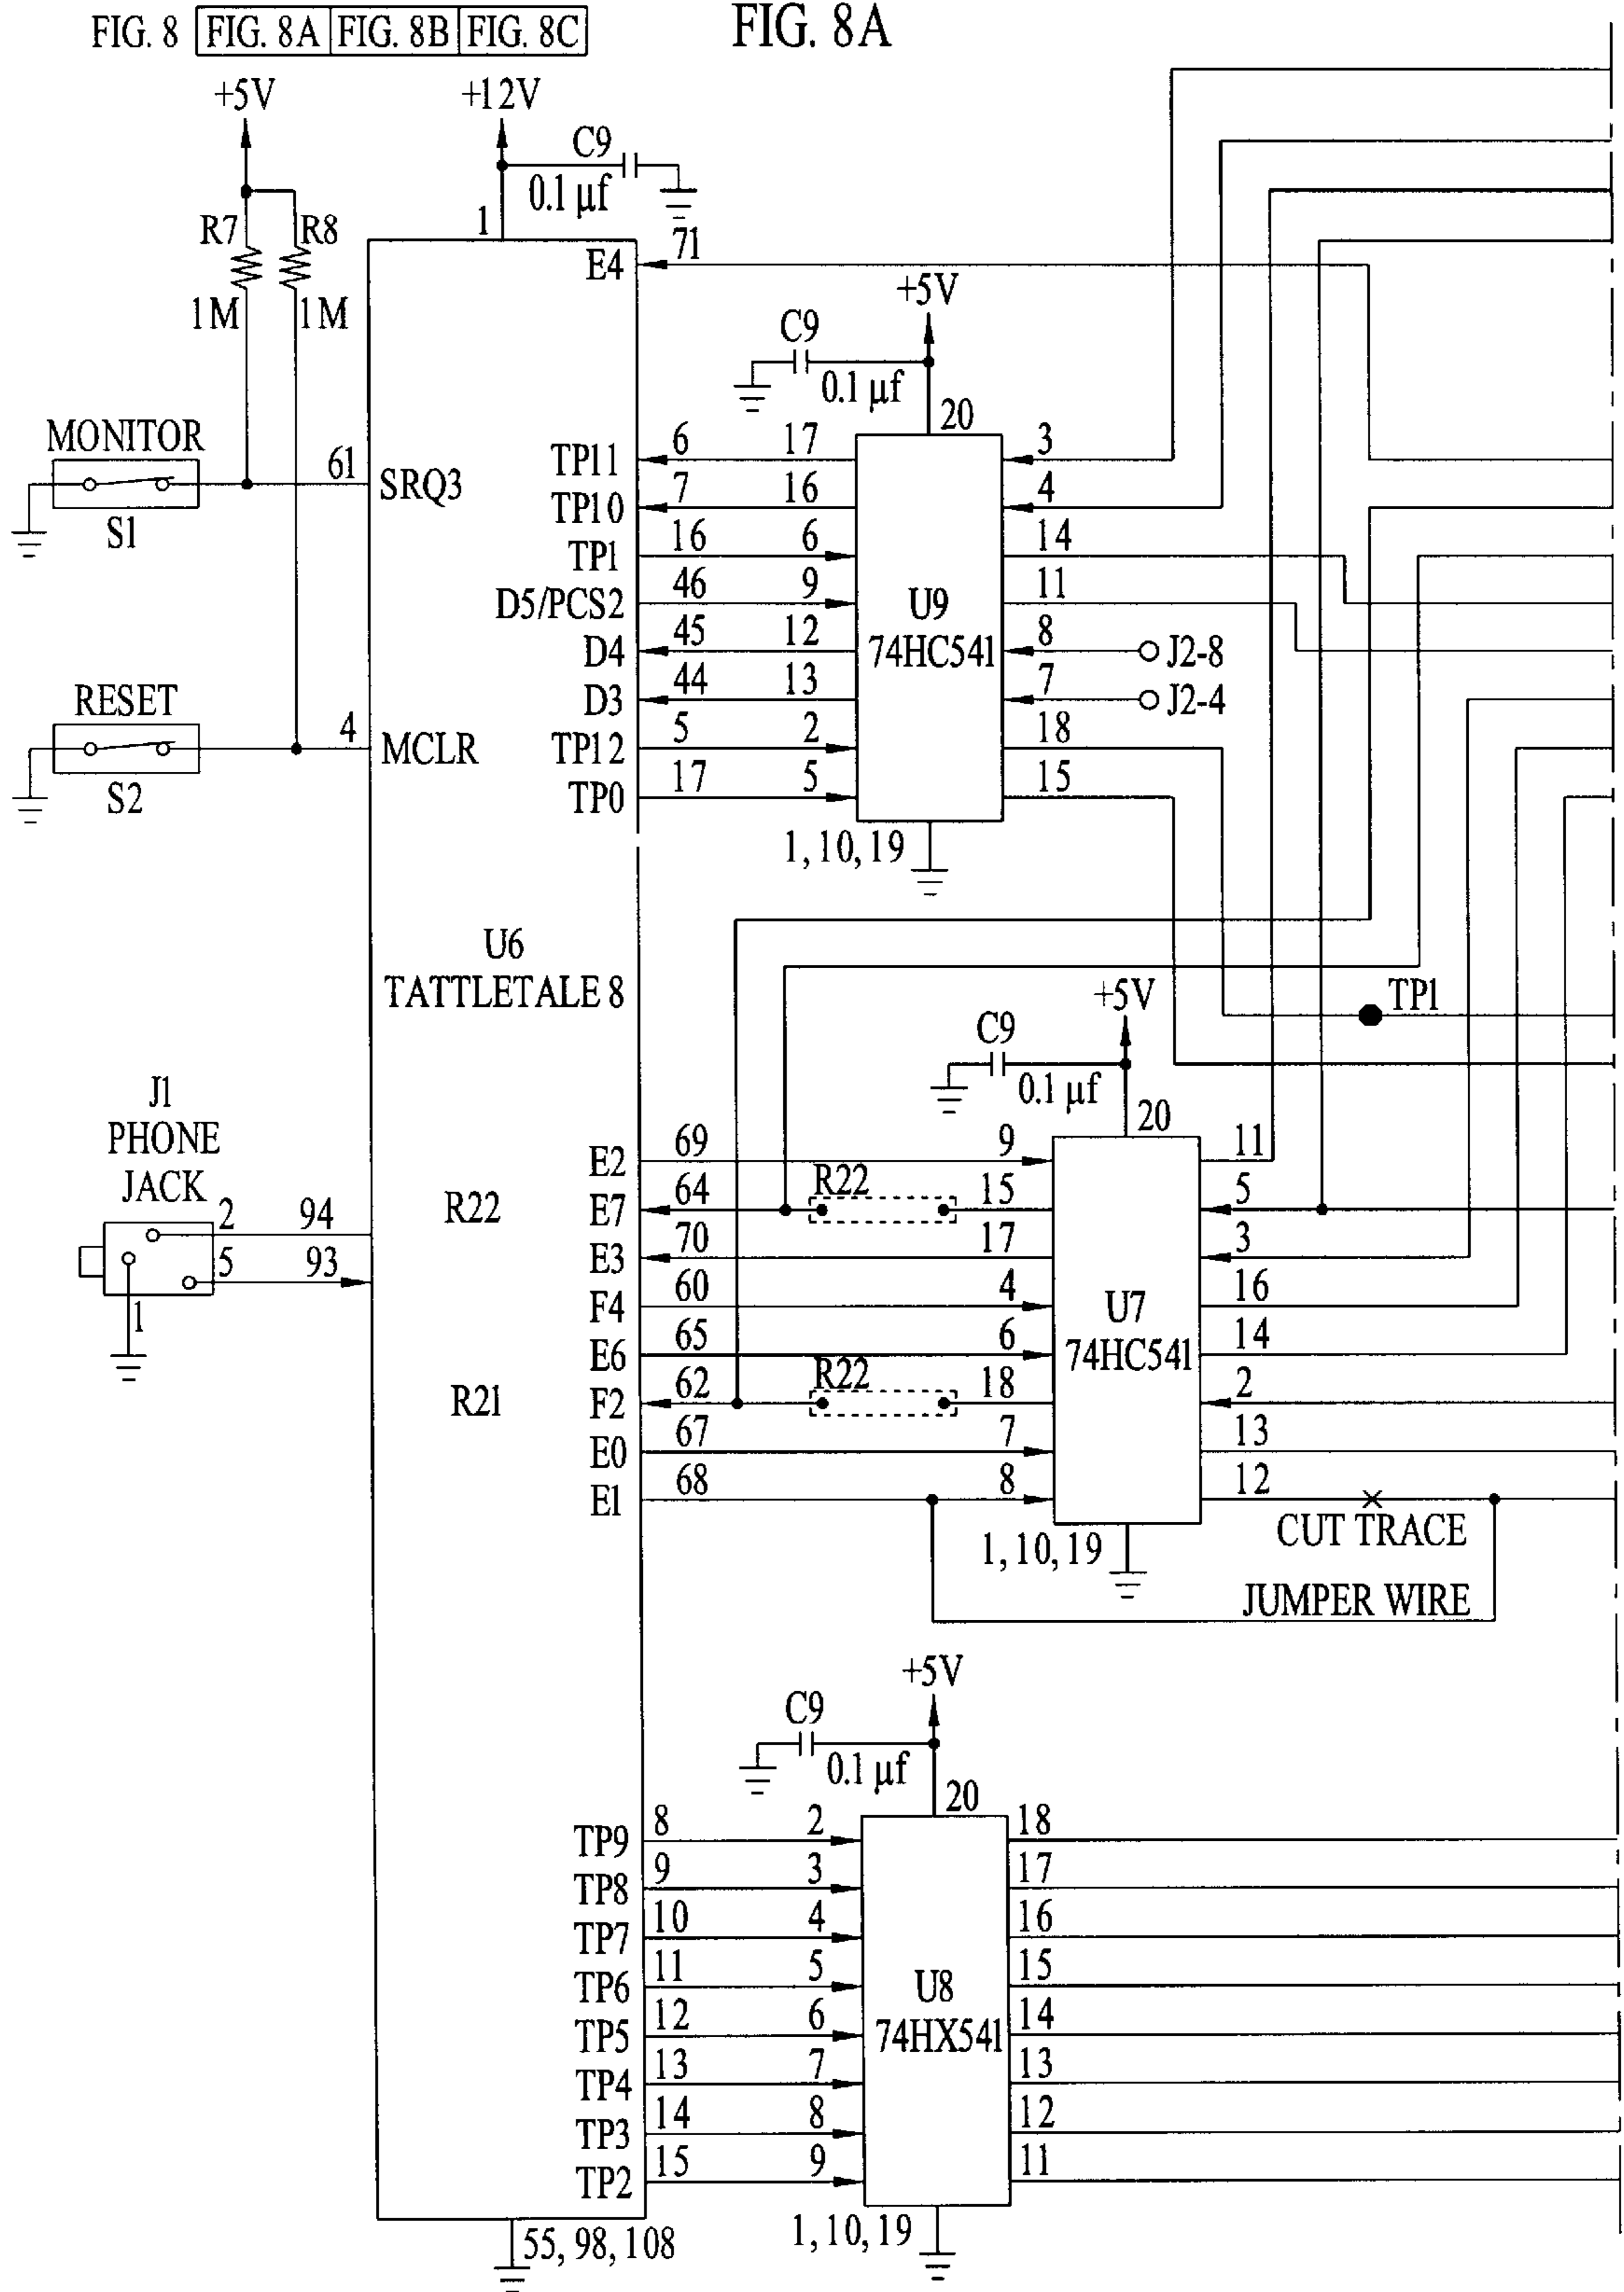 FIG. 8 FIG. 8A FIG. 8B FIG. 8C
FIG. 8A
+5V
+12V
C9
0.1 µf
R7
R8
1M
1M
1
E4
71
+5V
C9
0.1 µf
20
MONITOR
S1
61
SRQ3
TP11 6 17 3
TP10 7 16 4
TP1 16 6 14
D5/PCS2 46 9 11
D4 45 12 8 J2-8
D3 44 13 7 J2-4
TP12 5 2 18
TP0 17 5 15
U9
74HC541
1, 10, 19
RESET
S2
4
MCLR
U6
TATTLETALE 8
TP1
+5V
C9
0.1 µf
20
J1
PHONE
JACK
2 94
5 93
1
R22
R21
E2 69 9 11
E7 64 R22 15 5
E3 70 17 3
F4 60 4 16
E6 65 6 14
F2 62 R22 18 2
E0 67 7 13
E1 68 8 12
U7
74HC541
CUT TRACE
1, 10, 19
JUMPER WIRE
+5V
C9
0.1 µf
20
TP9 8 2 18
TP8 9 3 17
TP7 10 4 16
TP6 11 5 15
TP5 12 6 14
TP4 13 7 13
TP3 14 8 12
TP2 15 9 11
U8
74HX541
1, 10, 19
55, 98, 108